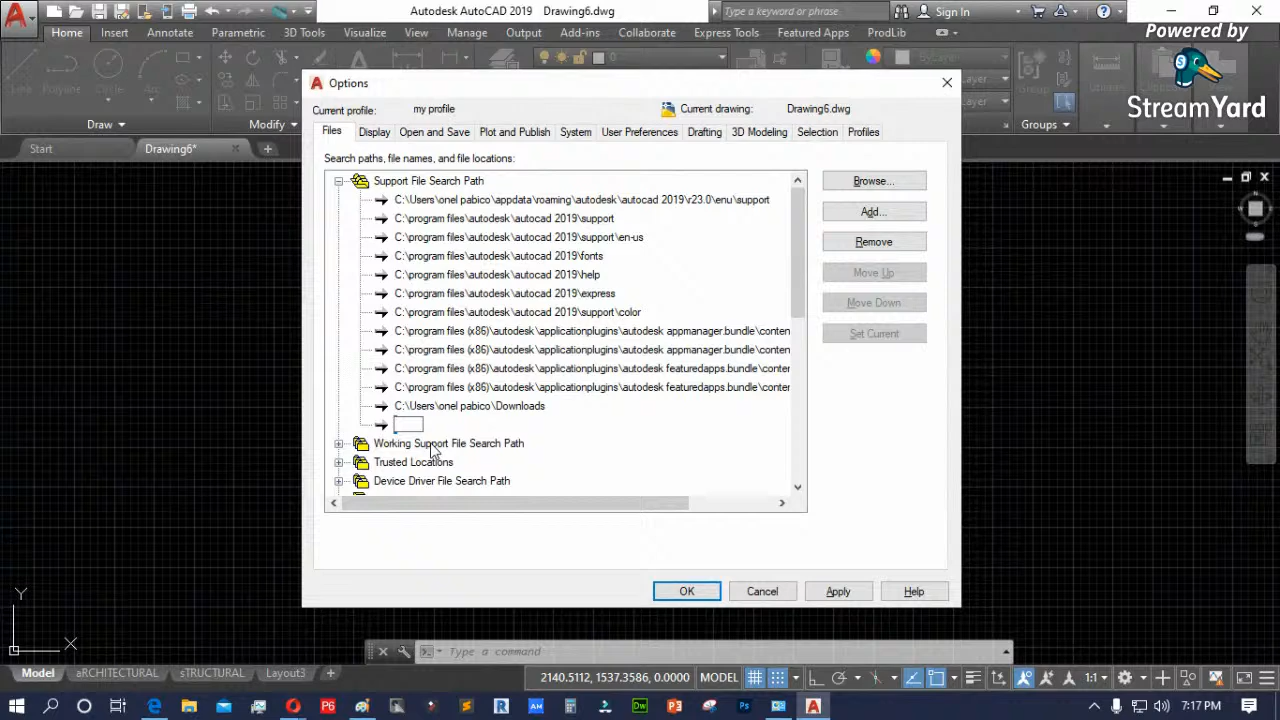 Autodesk AutoCAD 2019 Drawing6.dwg
Type a keyword or phrase
Sign In
Powered by
StreamYard
Home Insert Annotate Parametric 3D Tools Visualize View Manage Output Add-ins Collaborate Express Tools Featured Apps ProLab
Draw Modify Groups
Start Drawing6*
Options
Current profile: my profile Current drawing: Drawing6.dwg
Files Display Open and Save Plot and Publish System User Preferences Drafting 3D Modeling Selection Profiles
Search paths, file names, and file locations:
Support File Search Path
C:\Users\onel pabico\appdata\roaming\autodesk\autocad 2019\r23.0\enu\support
C:\program files\autodesk\autocad 2019\support
C:\program files\autodesk\autocad 2019\support\en-us
C:\program files\autodesk\autocad 2019\fonts
C:\program files\autodesk\autocad 2019\help
C:\program files\autodesk\autocad 2019\express
C:\program files\autodesk\autocad 2019\support\color
C:\program files (x86)\autodesk\applicationplugins\autodesk appmanager.bundle\conten
C:\program files (x86)\autodesk\applicationplugins\autodesk appmanager.bundle\conten
C:\program files (x86)\autodesk\applicationplugins\autodesk featuredapps.bundle\conter
C:\program files (x86)\autodesk\applicationplugins\autodesk featuredapps.bundle\conter
C:\Users\onel pabico\Downloads
Working Support File Search Path
Trusted Locations
Device Driver File Search Path
Browse...
Add...
Remove
Move Up
Move Down
Set Current
OK Cancel Apply Help
Y
X
Type a command
Model aRCHITECTURAL sTRUCTURAL Layout3 +
2140.5112, 1537.3586, 0.0000 MODEL 1:1
7:17 PM